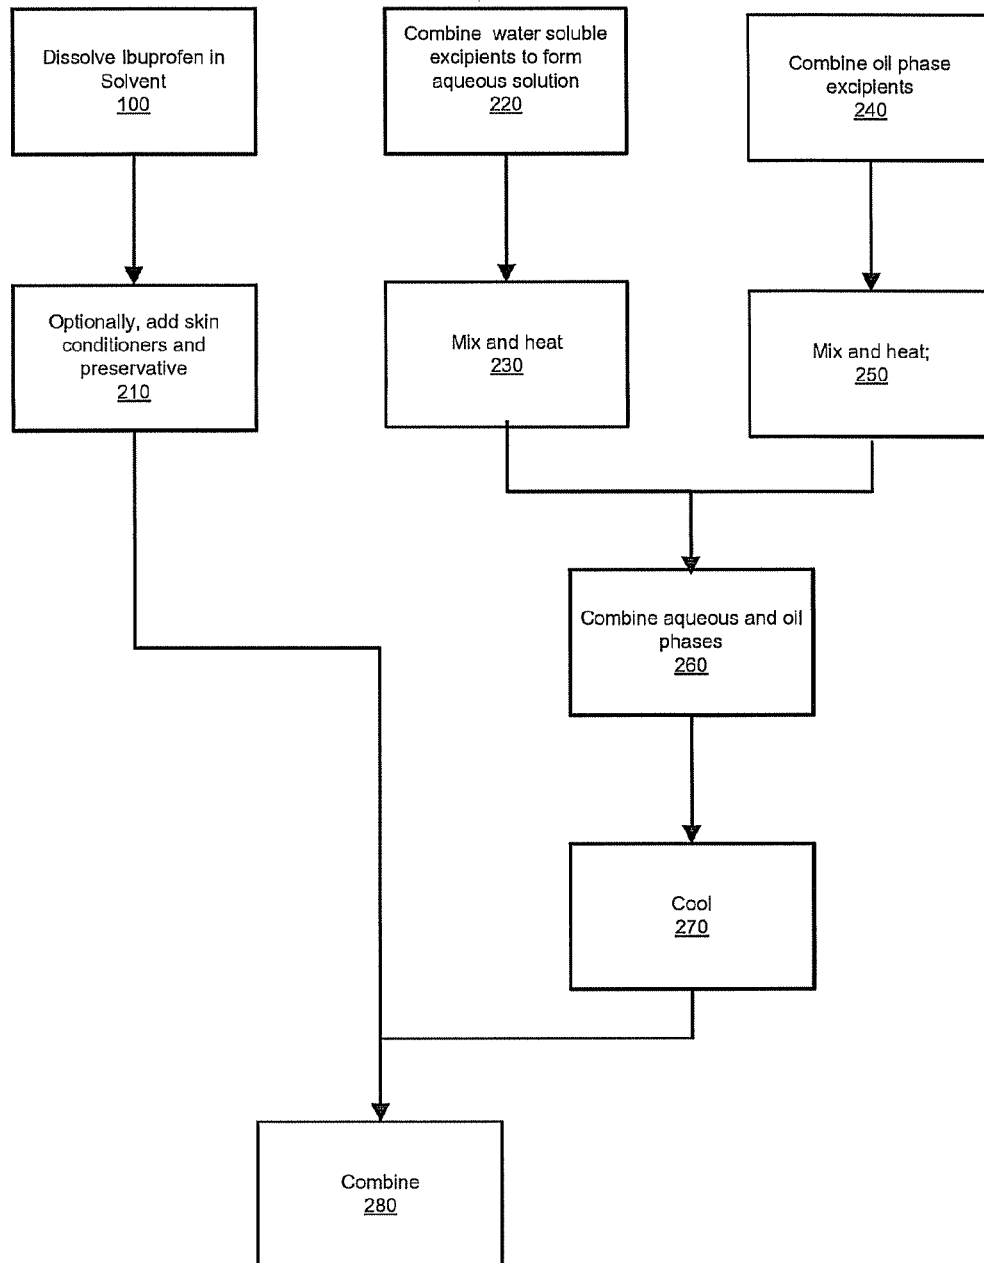 Dissolve Ibuprofen in
Solvent
100
Combine water soluble
excipients to form
aqueous solution
220
Combine oil phase
excipients
240
Optionally, add skin
conditioners and
preservative
210
Mix and heat
230
Mix and heat;
250
Combine aqueous and oil
phases
260
Cool
270
Combine
280